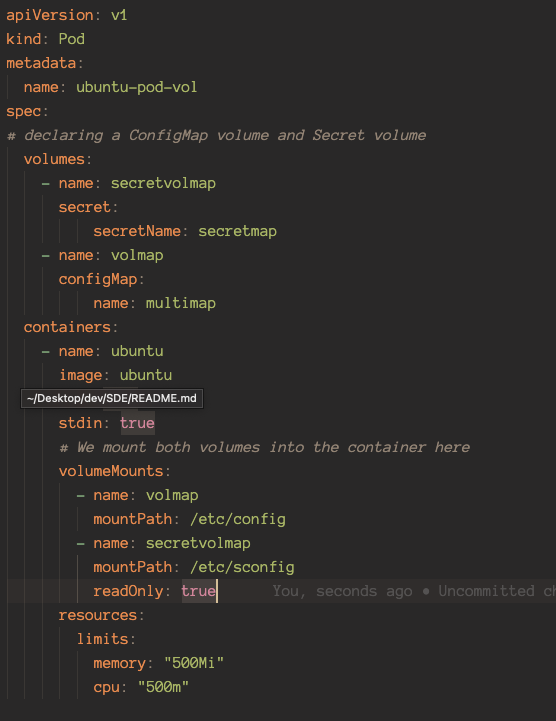 apiVersion: v1
kind: Pod
metadata:
  name: ubuntu-pod-vol
spec:
# declaring a ConfigMap volume and Secret volume
  volumes:
    - name: secretvolmap
      secret:
          secretName: secretmap
    - name: volmap
      configMap:
          name: multimap
  containers:
    - name: ubuntu
      image: ubuntu
~/Desktop/dev/SDE/README.md
      stdin: true
      # We mount both volumes into the container here
      volumeMounts:
        - name: volmap
          mountPath: /etc/config
        - name: secretvolmap
          mountPath: /etc/sconfig
          readOnly: true You, seconds ago • Uncommitted ch
      resources:
        limits:
          memory: "500Mi"
          cpu: "500m"